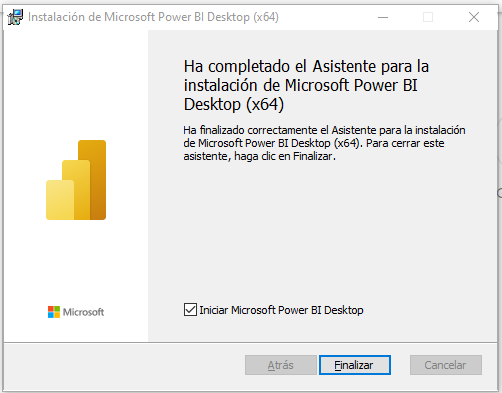 Instalación de Microsoft Power BI Desktop (x64)
Ha completado el Asistente para la
instalación de Microsoft Power BI
Desktop (x64)
Ha finalizado correctamente el Asistente para la instalación
de Microsoft Power BI Desktop (x64). Para cerrar este
asistente, haga clic en Finalizar.
Microsoft
Iniciar Microsoft Power BI Desktop
Atrás
Finalizar
Cancelar